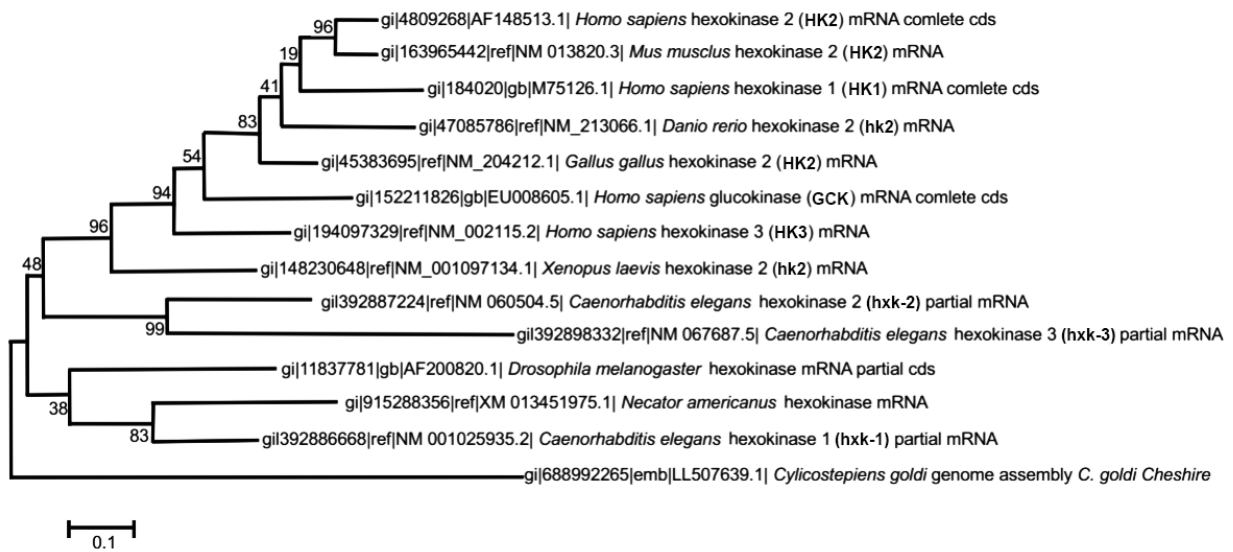 gi|4809268|AF148513.1| Homo sapiens hexokinase 2 (HK2) mRNA comlete cds
96
gi|163965442|ref|NM 013820.3| Mus musclus hexokinase 2 (HK2) mRNA
19
gi|184020|gb|M75126.1| Homo sapiens hexokinase 1 (HK1) mRNA comlete cds
41
gi|47085786|ref|NM_213066.1| Danio rerio hexokinase 2 (hk2) mRNA
83
gi|45383695|ref|NM_204212.1| Gallus gallus hexokinase 2 (HK2) mRNA
54
gi|152211826|gb|EU008605.1| Homo sapiens glucokinase (GCK) mRNA comlete cds
94
gi|194097329|ref|NM_002115.2| Homo sapiens hexokinase 3 (HK3) mRNA
96
gi|148230648|ref|NM_001097134.1| Xenopus laevis hexokinase 2 (hk2) mRNA
48
gil392887224|ref|NM 060504.5| Caenorhabditis elegans hexokinase 2 (hxk-2) partial mRNA
99
gil392898332|ref|NM 067687.5| Caenorhabditis elegans hexokinase 3 (hxk-3) partial mRNA
gi|11837781|gb|AF200820.1| Drosophila melanogaster hexokinase mRNA partial cds
38
gi|915288356|ref|XM 013451975.1| Necator americanus hexokinase mRNA
83
gil392886668|ref|NM 001025935.2| Caenorhabditis elegans hexokinase 1 (hxk-1) partial mRNA
gi|688992265|emb|LL507639.1| Cylicostepiens goldi genome assembly C. goldi Cheshire
0.1